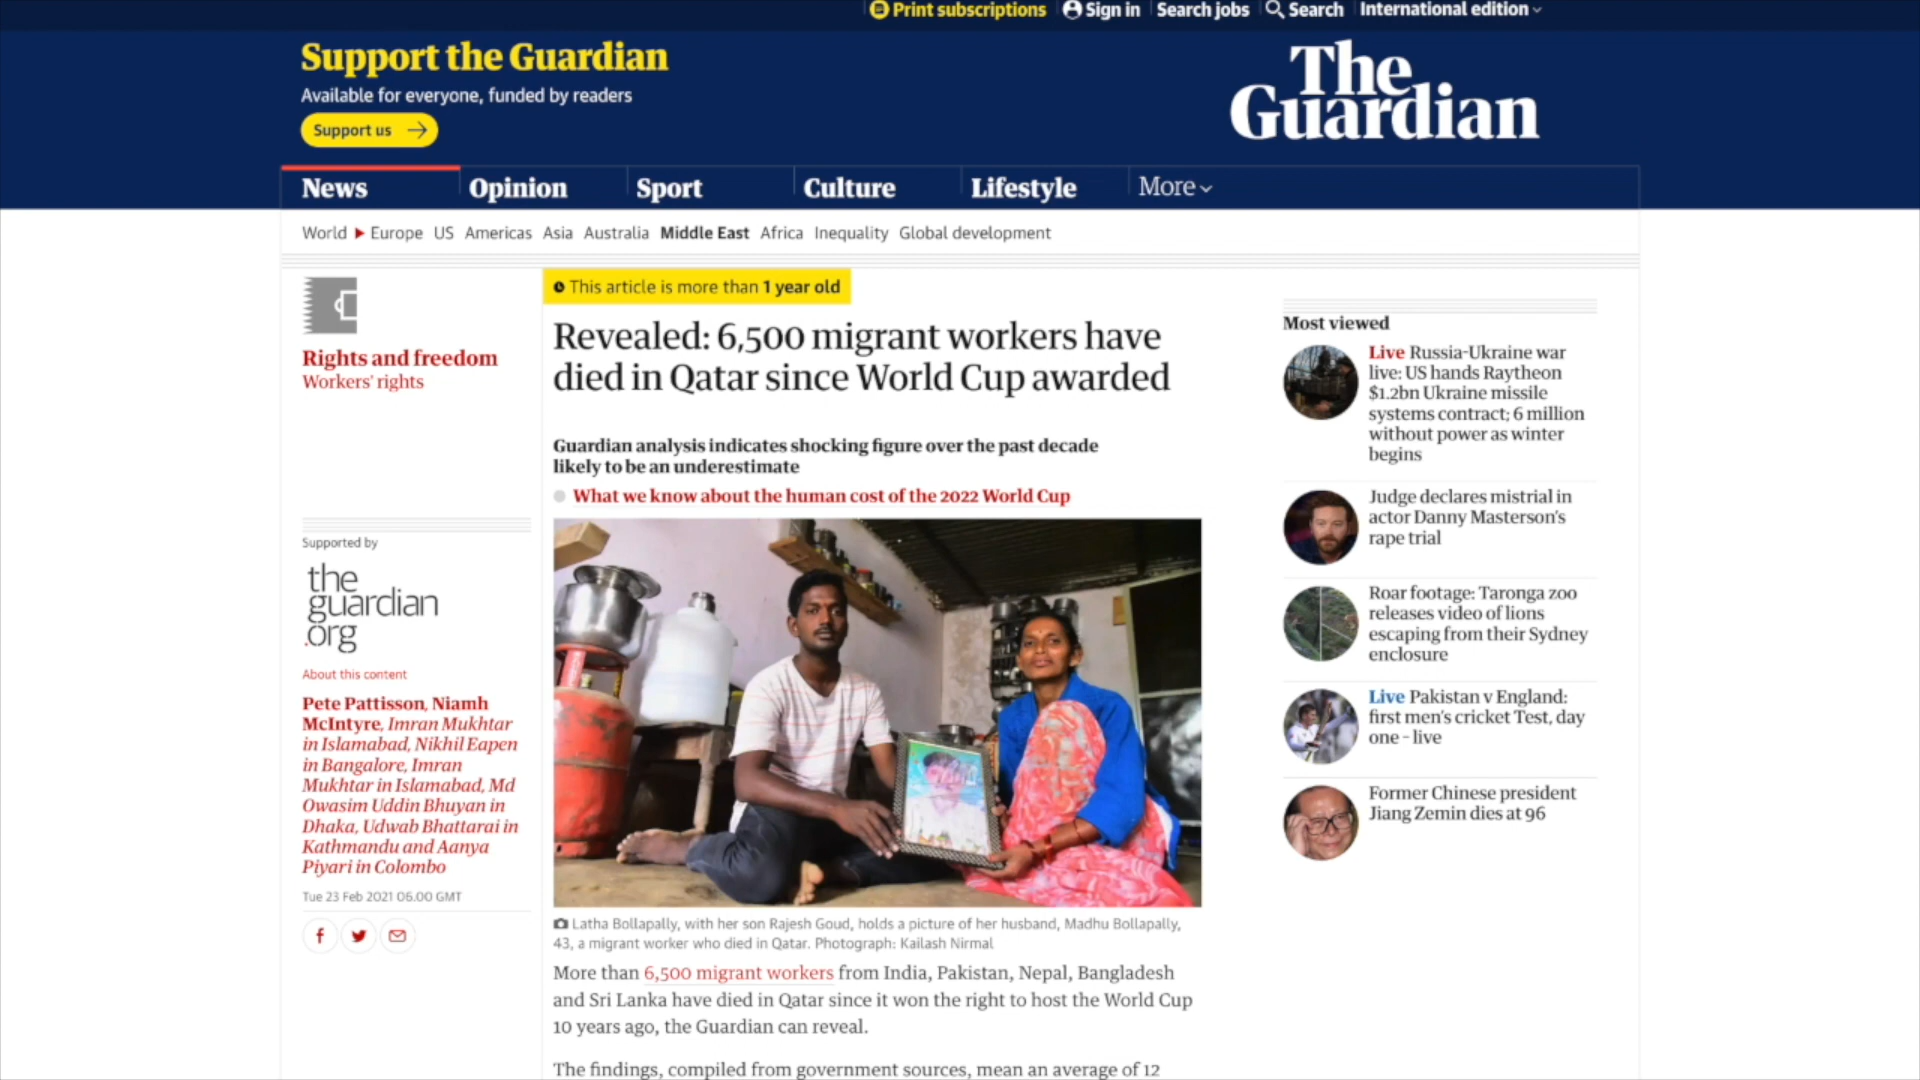 Print subscriptions
Sign in
Search jobs
Search
International edition
Support the Guardian
Available for everyone, funded by readers
Support us
The
Guardian
News
Opinion
Sport
Culture
Lifestyle
More
World
Europe
US
Americas
Asia
Australia
Middle East
Africa
Inequality
Global development
Rights and freedom
Workers' rights
Supported by
the
guardian
.org
About this content
Pete Pattisson, Niamh
McIntyre, Imran Mukhtar
in Islamabad, Nikhil Eapen
in Bangalore, Imran
Mukhtar in Islamabad, Md
Owasim Uddin Bhuyan in
Dhaka, Udwab Bhattarai in
Kathmandu and Aanya
Piyari in Colombo
Tue 23 Feb 2021 06.00 GMT
This article is more than 1 year old
Revealed: 6,500 migrant workers have
died in Qatar since World Cup awarded
Guardian analysis indicates shocking figure over the past decade
likely to be an underestimate
What we know about the human cost of the 2022 World Cup
Latha Bollapally, with her son Rajesh Goud, holds a picture of her husband, Madhu Bollapally,
43, a migrant worker who died in Qatar. Photograph: Kailash Nirmal
More than 6,500 migrant workers from India, Pakistan, Nepal, Bangladesh
and Sri Lanka have died in Qatar since it won the right to host the World Cup
10 years ago, the Guardian can reveal.
The findings, compiled from government sources, mean an average of 12
Most viewed
Live Russia-Ukraine war
live: US hands Raytheon
$1.2bn Ukraine missile
systems contract; 6 million
without power as winter
begins
Judge declares mistrial in
actor Danny Masterson's
rape trial
Roar footage: Taronga zoo
releases video of lions
escaping from their Sydney
enclosure
Live Pakistan v England:
first men's cricket Test, day
one – live
Former Chinese president
Jiang Zemin dies at 96